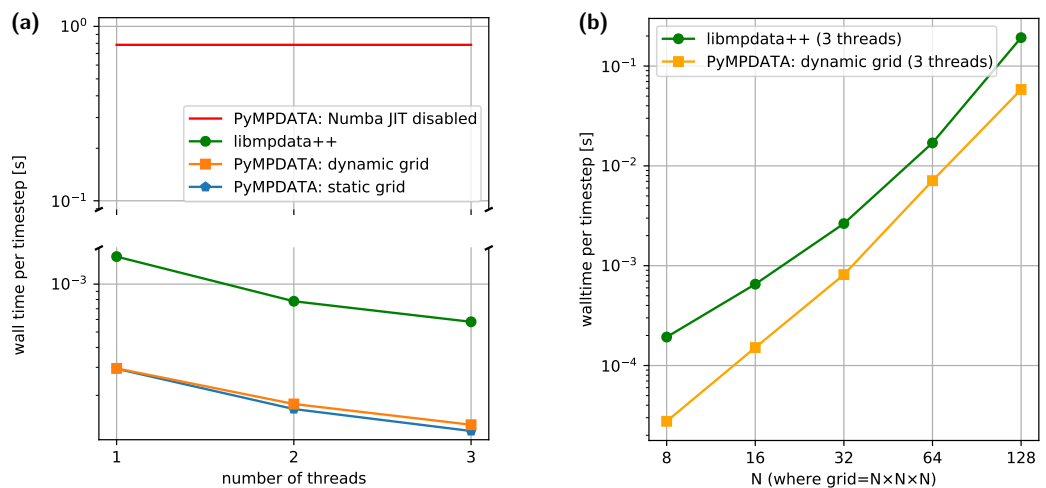 (a)
10⁰
10⁻¹
10⁻³
wall time per timestep [s]
PyMPDATA: Numba JIT disabled
libmpdata++
PyMPDATA: dynamic grid
PyMPDATA: static grid
1
2
3
number of threads
(b)
10⁻¹
10⁻²
10⁻³
10⁻⁴
walltime per timestep [s]
libmpdata++ (3 threads)
PyMPDATA: dynamic grid (3 threads)
8
16
32
64
128
N (where grid=N×N×N)